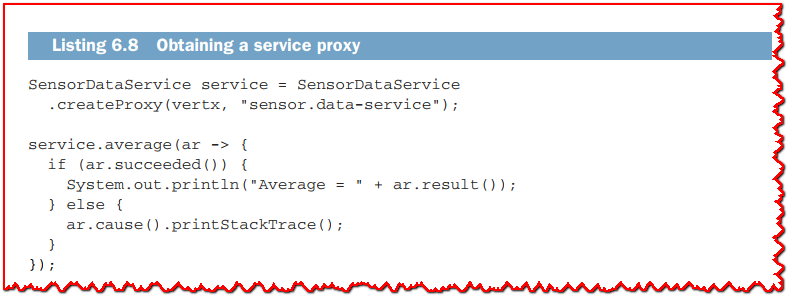 Listing 6.8 Obtaining a service proxy
SensorDataService service = SensorDataService
.createProxy(vertx, "sensor.data-service");
service.average(ar -> {
if (ar.succeeded()) {
System.out.println("Average = " + ar.result());
} else {
ar.cause().printStackTrace();
}
});